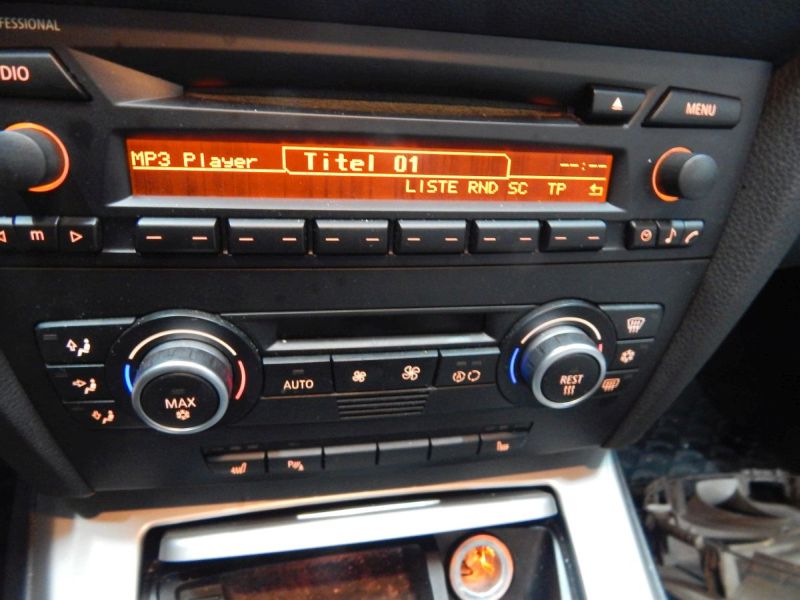 FESSIONAL
DIO
MENU
MP3 Player Titel 01 --:--
LISTE RND SC TP
m
AUTO
MAX
REST